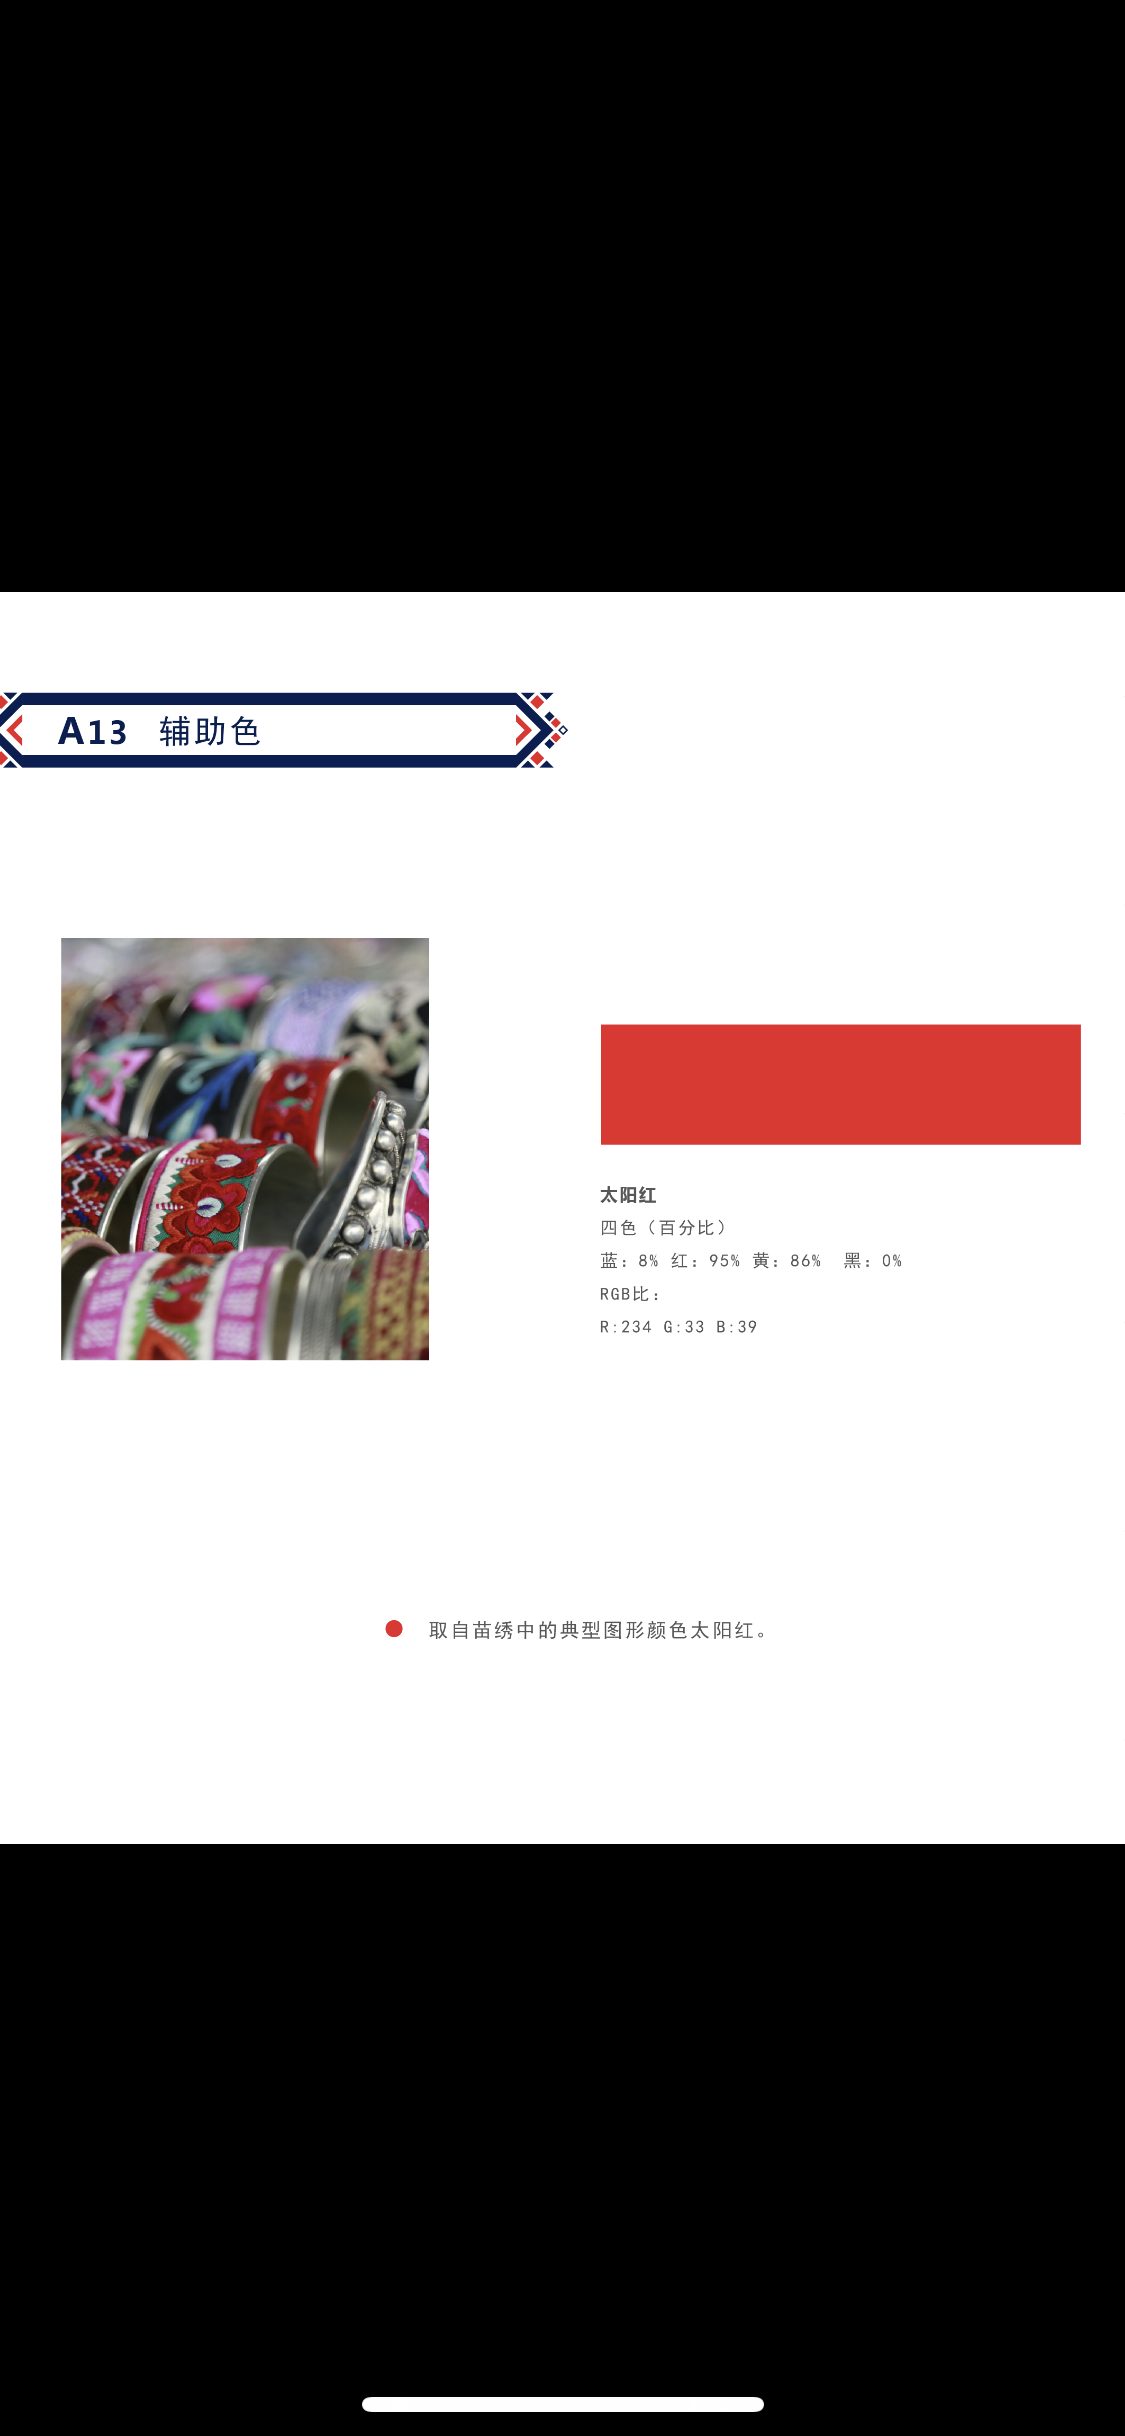 A13 辅助色
太阳红
四色（百分比）
蓝：8% 红：95% 黄：86% 黑：0%
RGB比：
R:234 G:33 B:39
取自苗绣中的典型图形颜色太阳红。